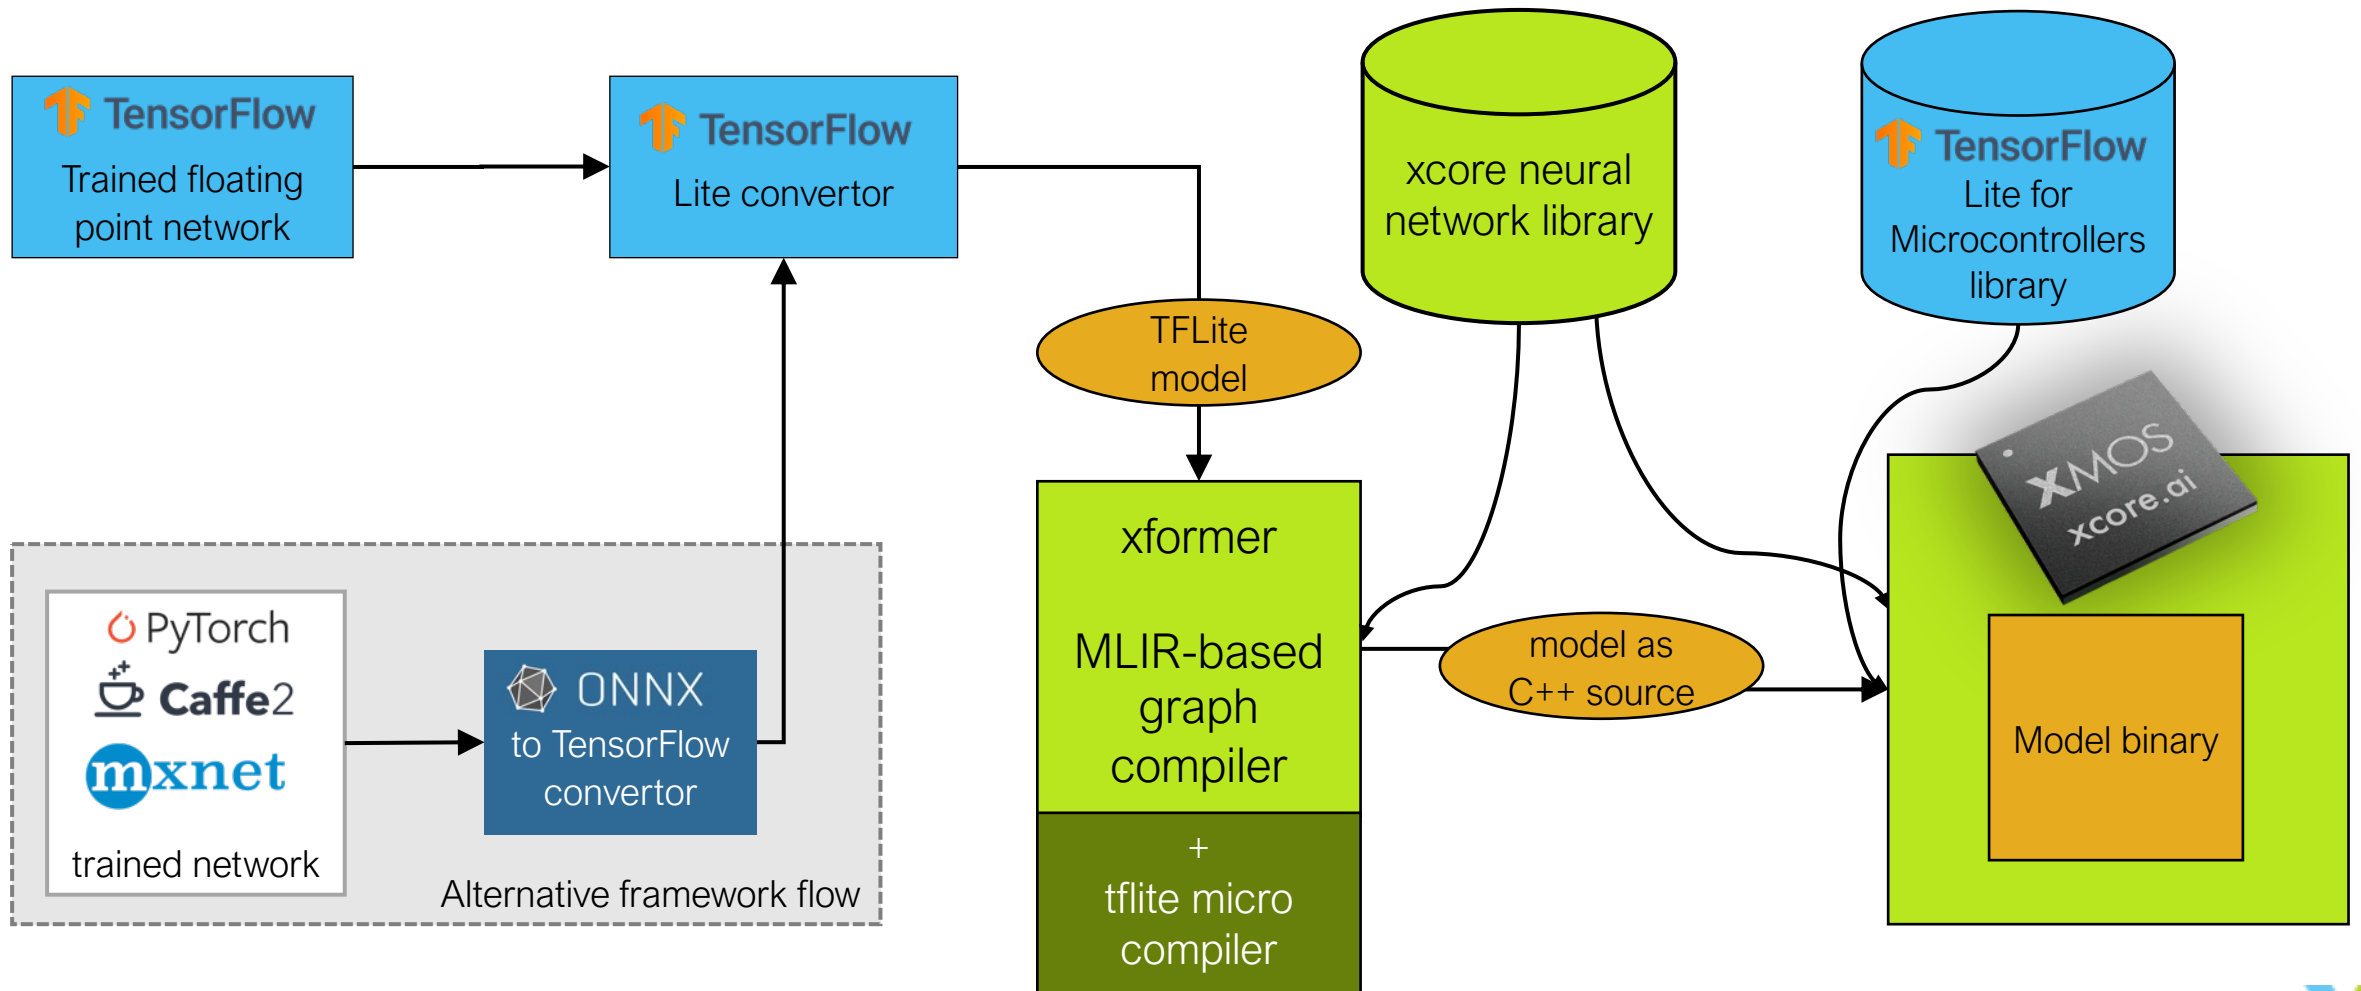 TensorFlow
Trained floating
point network
TensorFlow
Lite convertor
TFLite
model
xcore neural
network library
TensorFlow
Lite for
Microcontrollers
library
PyTorch
Caffe2
mxnet
trained network
ONNX
to TensorFlow
convertor
Alternative framework flow
xformer
MLIR-based
graph
compiler
+
tflite micro
compiler
model as
C++ source
XMOS
xcore.ai
Model binary